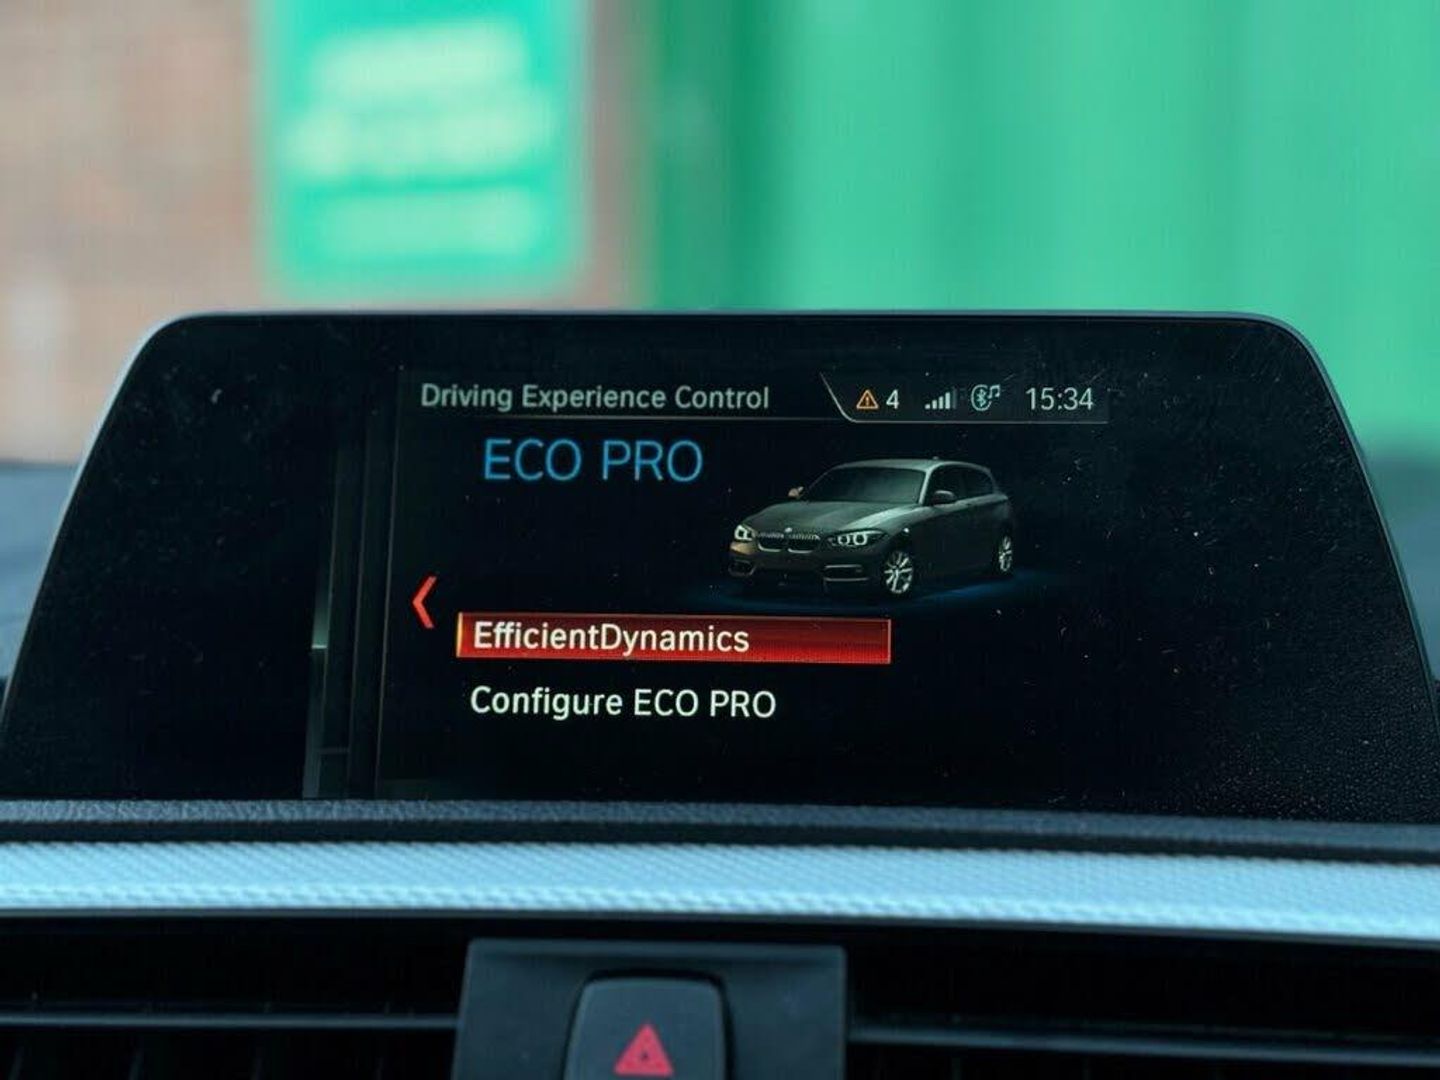 Driving Experience Control
4
15:34
ECO PRO
EfficientDynamics
Configure ECO PRO